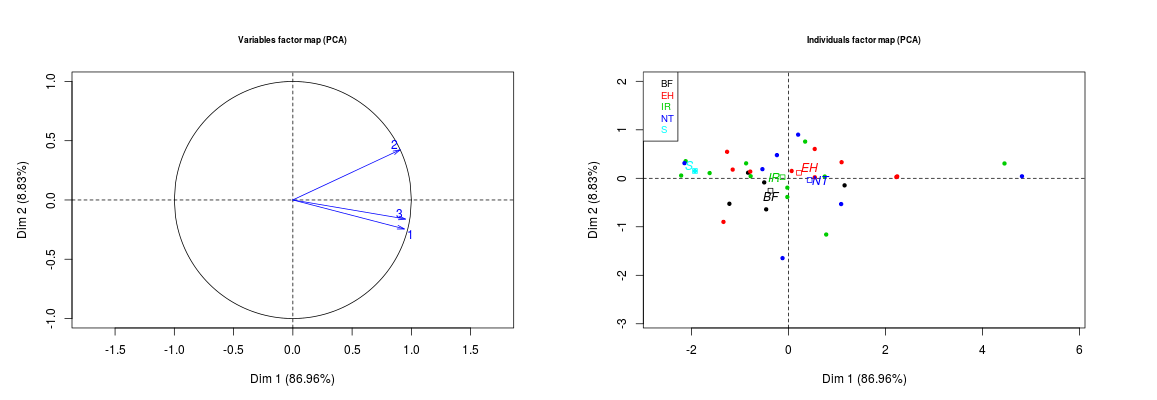 Variables factor map (PCA)
1.0
0.5
0.0
-0.5
-1.0
Dim 2 (8.83%)
2
3
1
-1.5
-1.0
-0.5
0.0
0.5
1.0
1.5
Dim 1 (86.96%)
Individuals factor map (PCA)
BF
EH
IR
NT
S
2
1
0
-1
-2
-3
Dim 2 (8.83%)
S
EH
IR
NT
BF
-2
0
2
4
6
Dim 1 (86.96%)